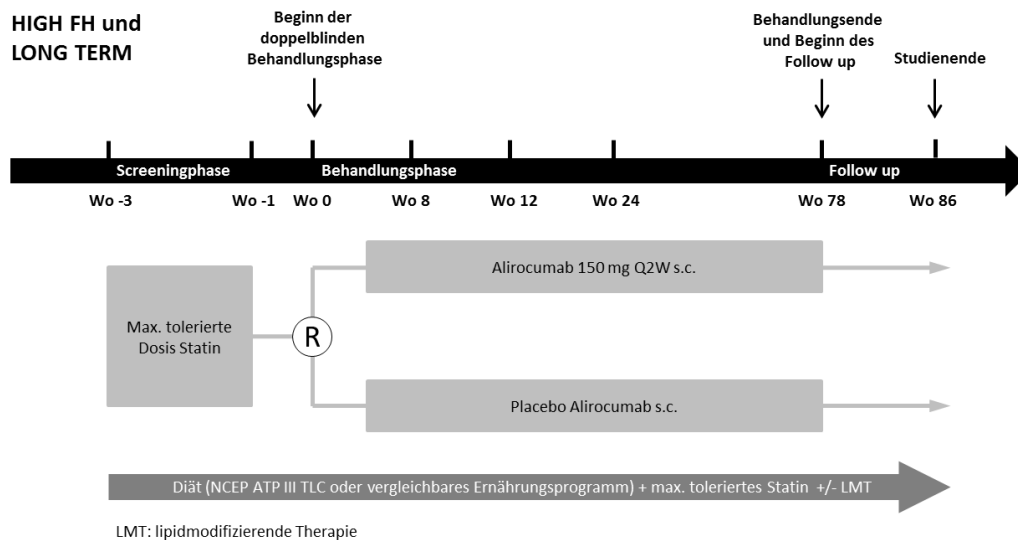 HIGH FH und
LONG TERM
Beginn der
doppelblinden
Behandlungsphase
Behandlungsende
und Beginn des
Follow up
Studienende
Screeningphase
Behandlungsphase
Follow up
Wo -3
Wo -1
Wo 0
Wo 8
Wo 12
Wo 24
Wo 78
Wo 86
Max. tolerierte
Dosis Statin
R
Alirocumab 150 mg Q2W s.c.
Placebo Alirocumab s.c.
Diät (NCEP ATP III TLC oder vergleichbares Ernährungsprogramm) + max. toleriertes Statin +/- LMT
LMT: lipidmodifizierende Therapie